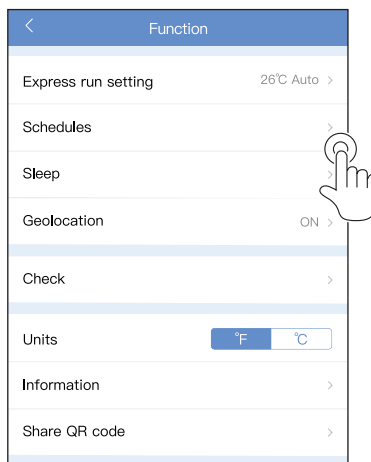 Function
Express run setting 26℃ Auto
Schedules
Sleep
Geolocation ON
Check
Units ℉ ℃
Information
Share QR code